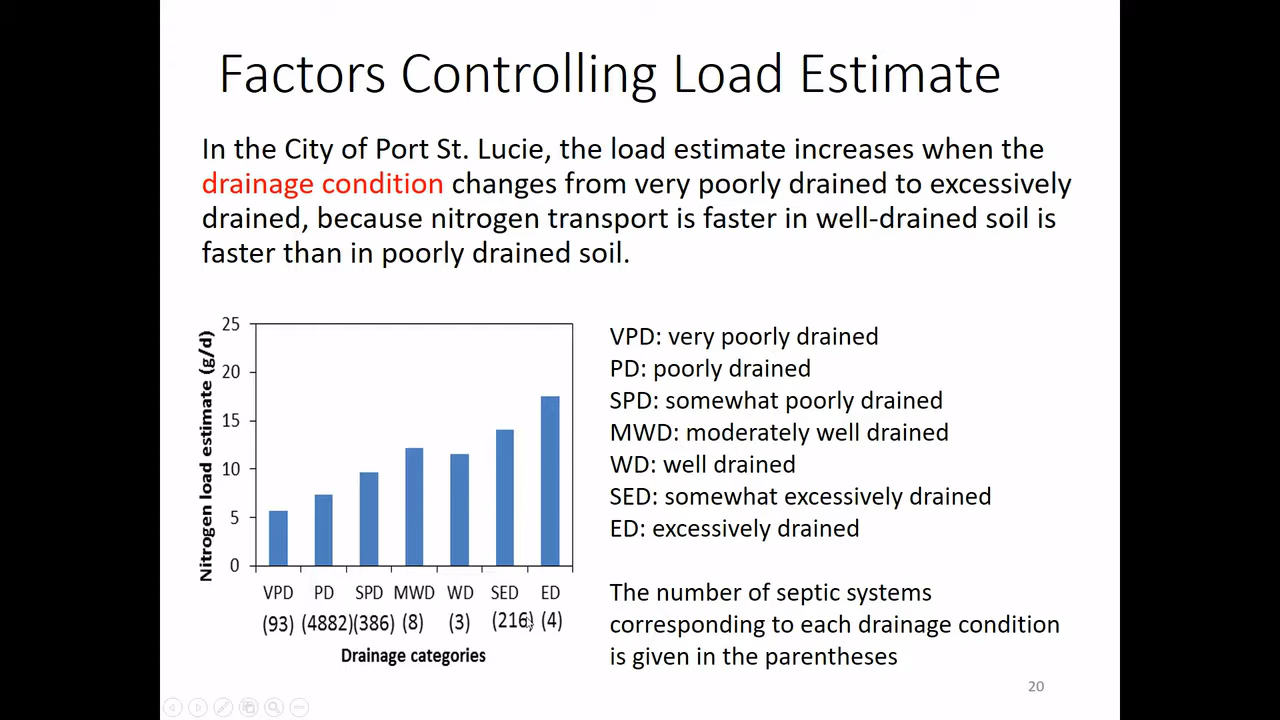 Factors Controlling Load Estimate
In the City of Port St. Lucie, the load estimate increases when the
drainage condition changes from very poorly drained to excessively
drained, because nitrogen transport is faster in well-drained soil is
faster than in poorly drained soil.
Nitrogen load estimate (g/d)
25
20
15
10
5
0
VPD PD SPD MWD WD SED ED
(93) (4882)(386) (8) (3) (216) (4)
Drainage categories
VPD: very poorly drained
PD: poorly drained
SPD: somewhat poorly drained
MWD: moderately well drained
WD: well drained
SED: somewhat excessively drained
ED: excessively drained
The number of septic systems
corresponding to each drainage condition
is given in the parentheses
20